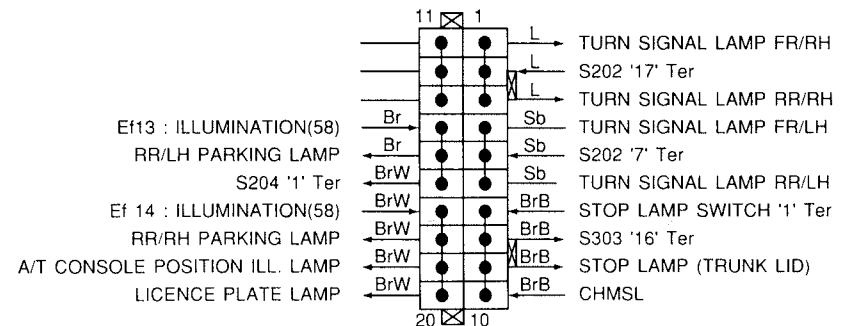 11 1
L TURN SIGNAL LAMP FR/RH
L S202 '17' Ter
L TURN SIGNAL LAMP RR/RH
Ef13 : ILLUMINATION(58) Br Sb TURN SIGNAL LAMP FR/LH
RR/LH PARKING LAMP Br Sb S202 '7' Ter
S204 '1' Ter BrW Sb TURN SIGNAL LAMP RR/LH
Ef 14 : ILLUMINATION(58) BrW BrB STOP LAMP SWITCH '1' Ter
RR/RH PARKING LAMP BrW BrB S303 '16' Ter
A/T CONSOLE POSITION ILL. LAMP BrW BrB STOP LAMP (TRUNK LID)
LICENCE PLATE LAMP BrW BrB CHMSL
20 10